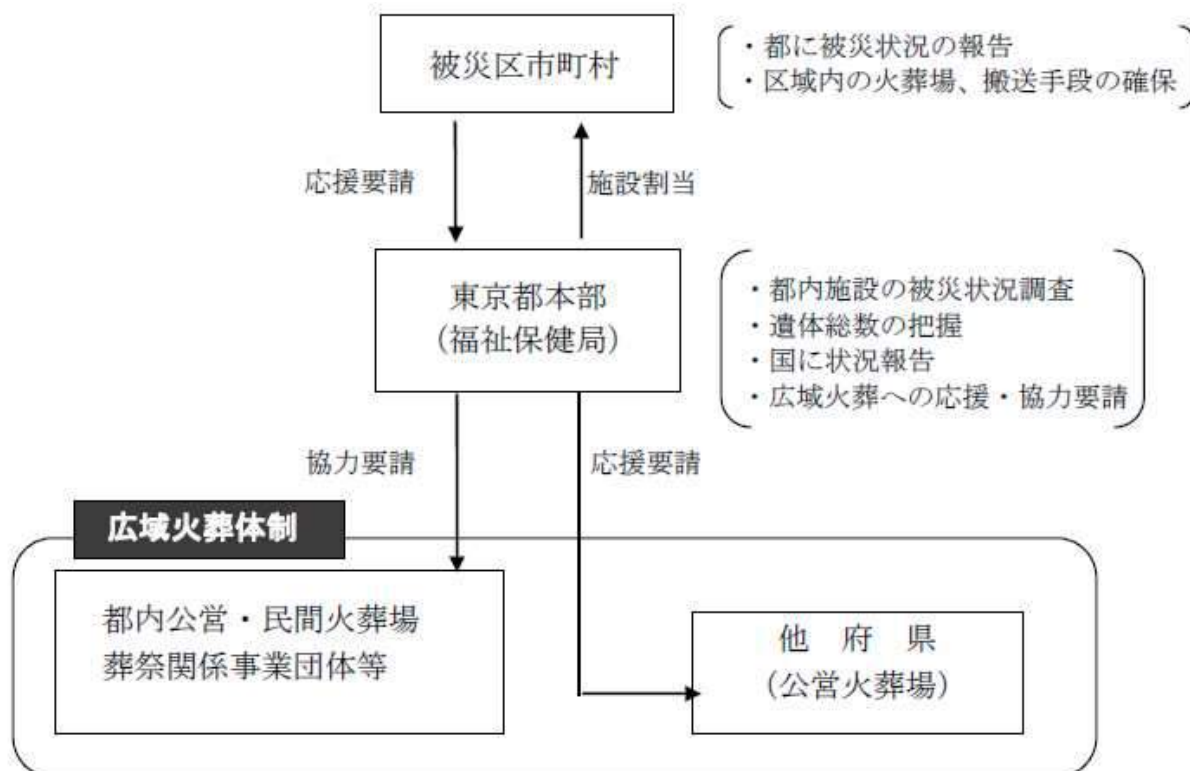 被災区市町村
・都に被災状況の報告
・区域内の火葬場、搬送手段の確保
応援要請
施設割当
東京都本部
(福祉保健局)
・都内施設の被災状況調査
・遺体総数の把握
・国に状況報告
・広域火葬への応援・協力要請
協力要請
応援要請
広域火葬体制
都内公営・民間火葬場
葬祭関係事業団体等
他 府 県
(公営火葬場)